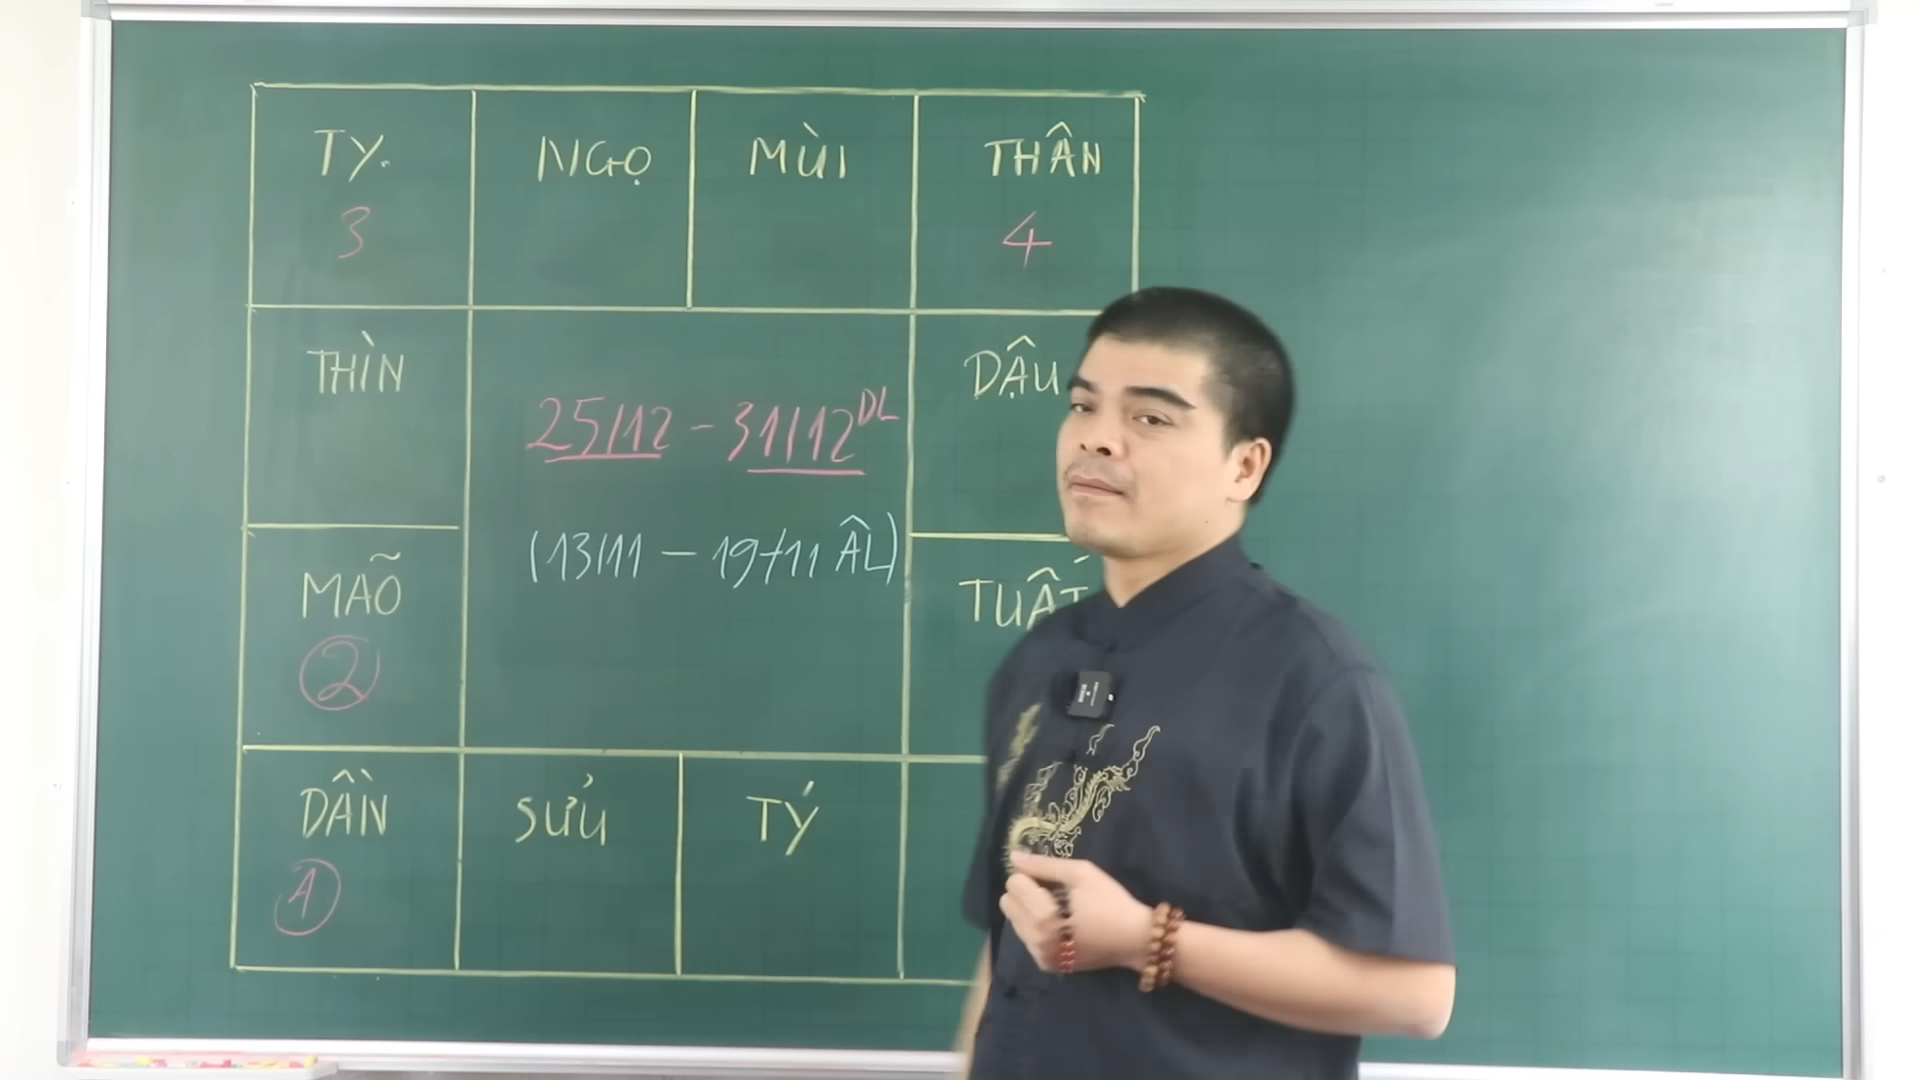 TỴ NGỌ MÙI THÂN
3 4
THÌN DẬU
25/12 - 31/12 DL
(13/11 - 19/11 ÂL)
MÃO TUẤT
2
DẦN SỬU TÝ
1